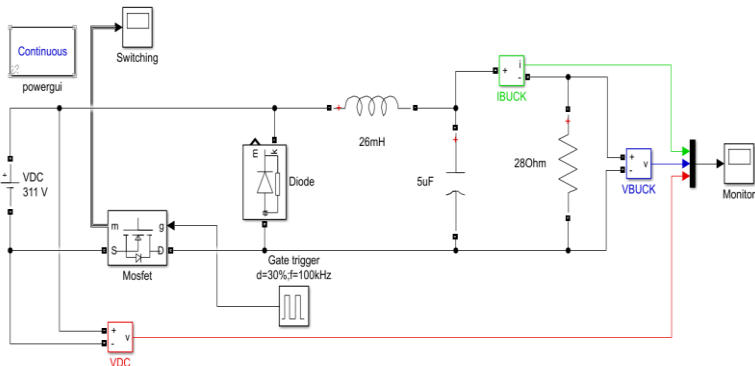 Continuous
powergui
Switching
VDC
311 V
m
g
S
D
Mosfet
m
k
Diode
Gate trigger
d=30%;f=100kHz
26mH
5uF
i
IBUCK
28Ohm
v
VBUCK
Monitor
v
VDC